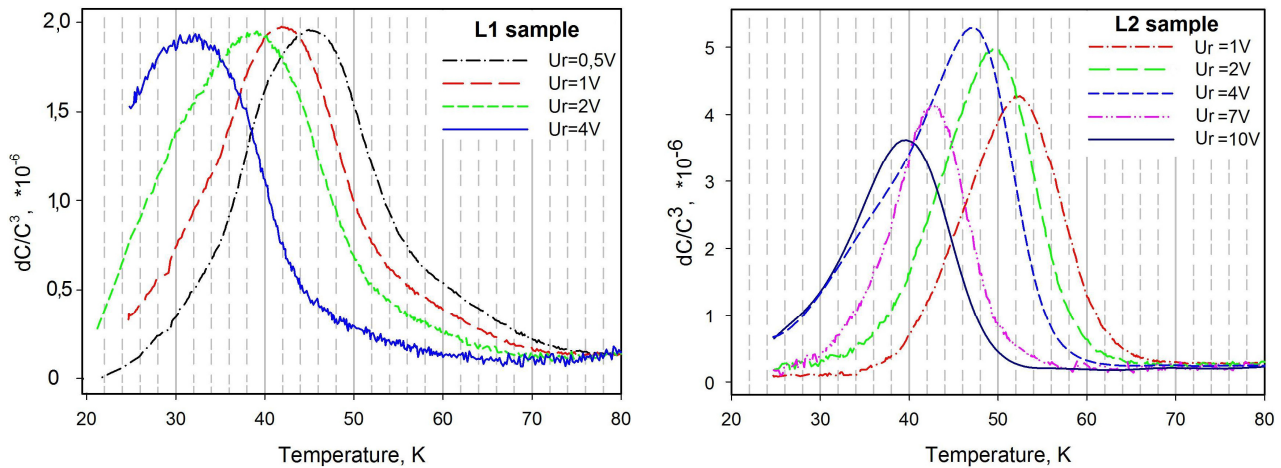 L1 sample
Ur=0,5V
Ur=1V
Ur=2V
Ur=4V
2,0
1,5
1,0
0,5
0
dC/C³, *10⁻⁶
20 30 40 50 60 70 80
Temperature, K
L2 sample
Ur =1V
Ur =2V
Ur =4V
Ur =7V
Ur =10V
5
4
3
2
1
0
dC/C³, *10⁻⁶
20 30 40 50 60 70 80
Temperature, K